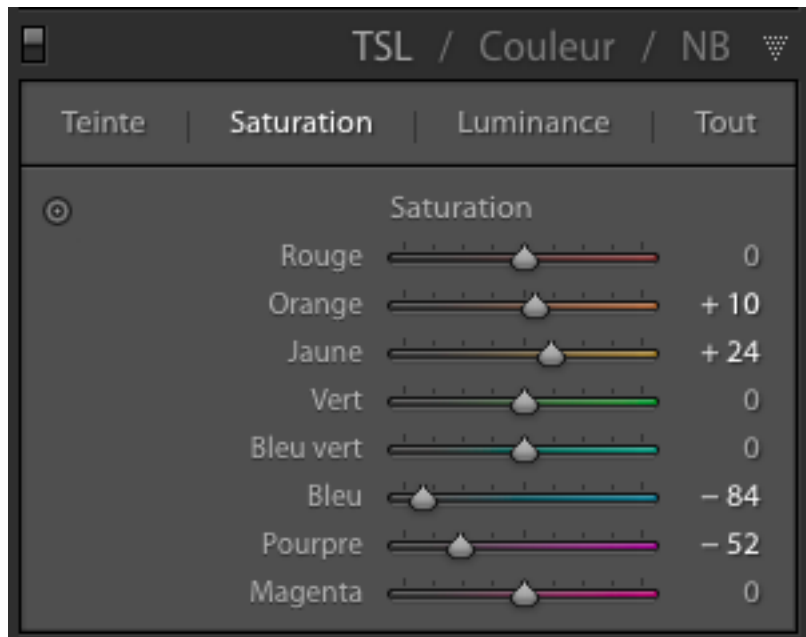 TSL / Couleur / NB
Teinte | Saturation | Luminance | Tout
Saturation
Rouge 0
Orange + 10
Jaune + 24
Vert 0
Bleu vert 0
Bleu − 84
Pourpre − 52
Magenta 0